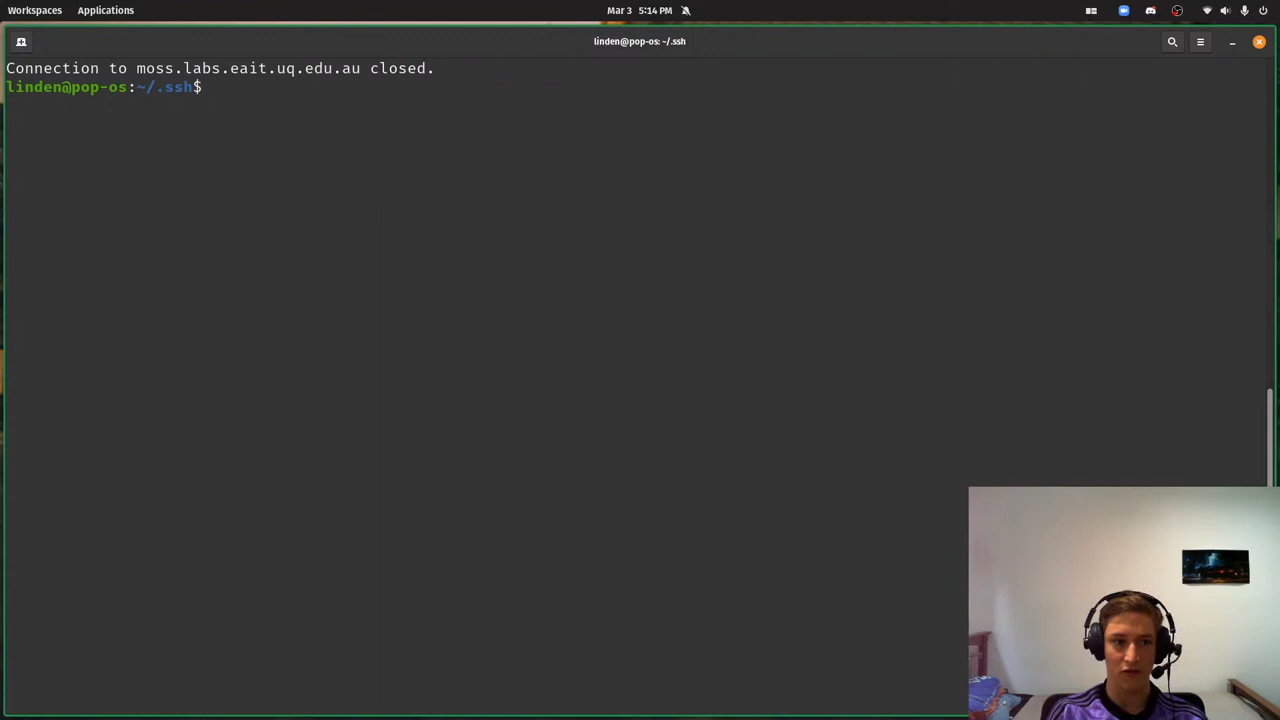 Workspaces Applications Mar 3 5:14 PM
linden@pop-os: ~/.ssh
Connection to moss.labs.eait.uq.edu.au closed.
linden@pop-os:~/.ssh$